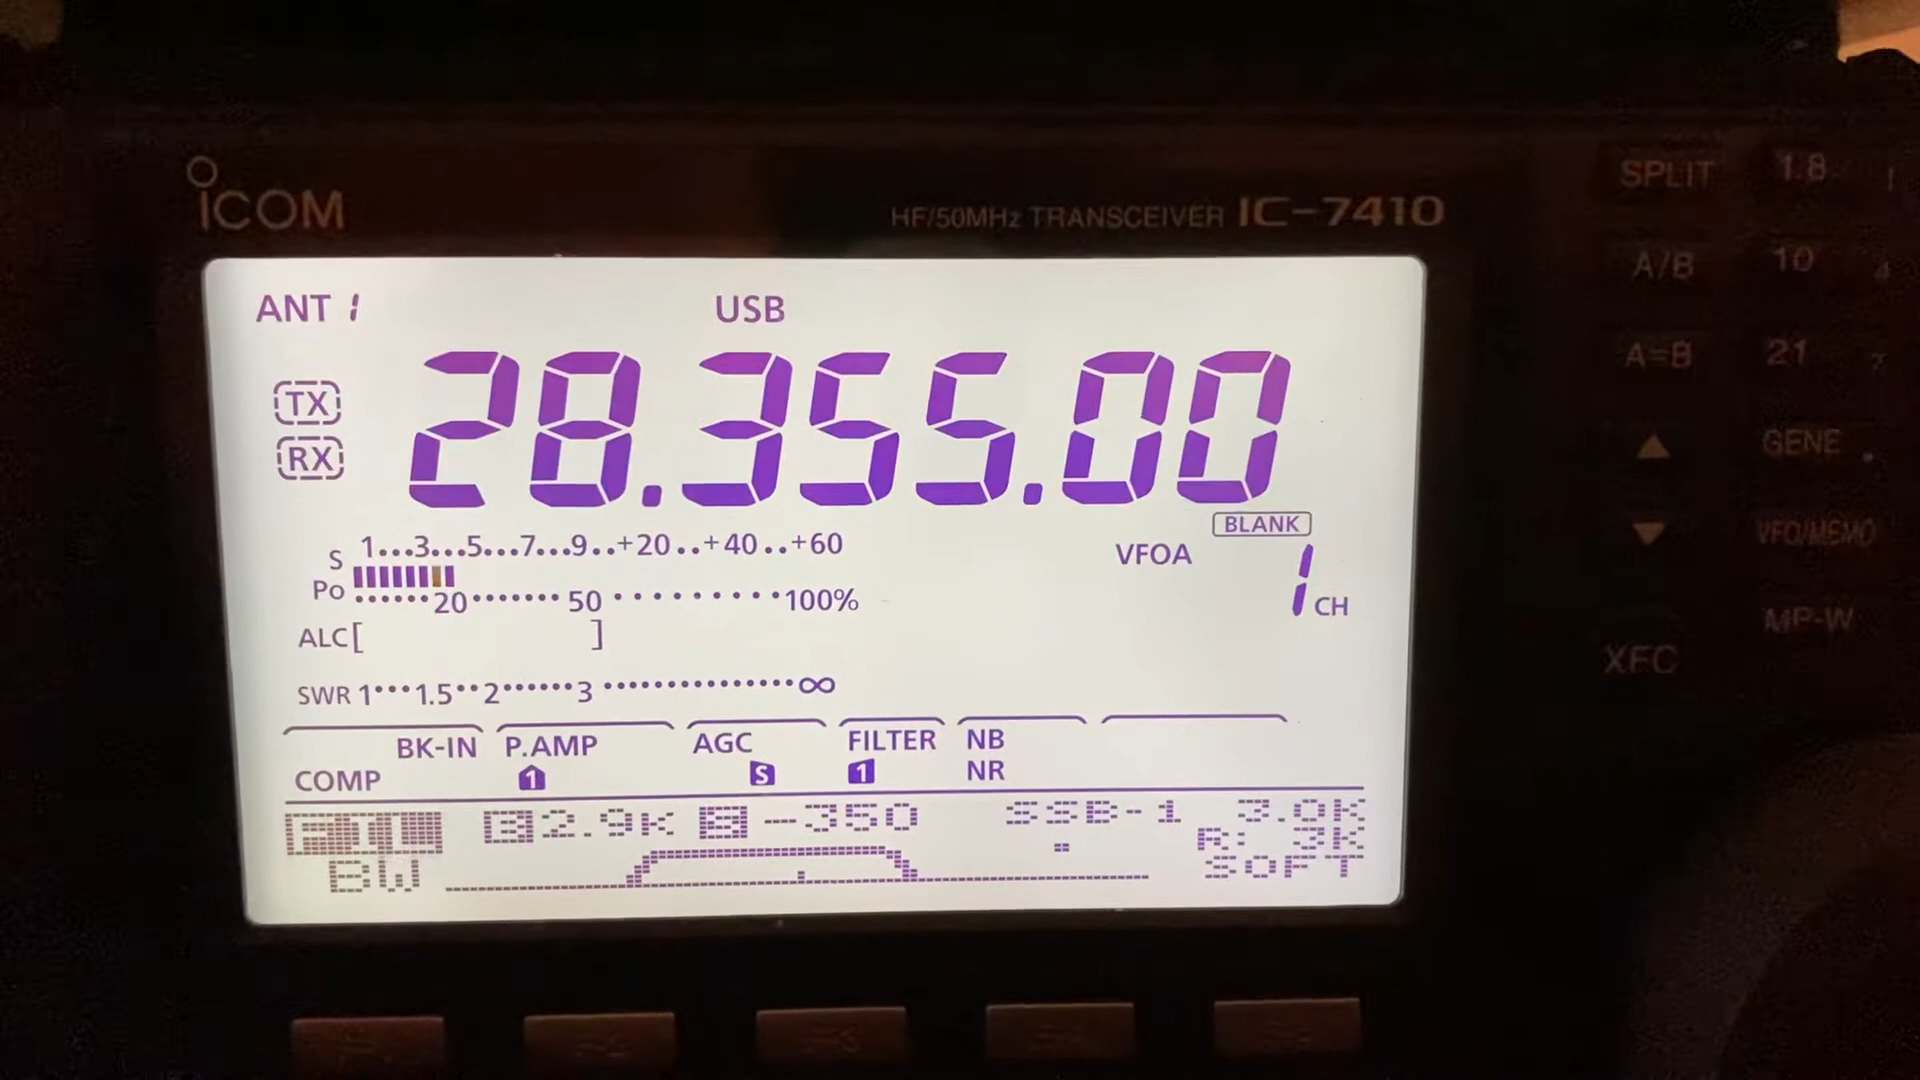 ICOM
HF/50MHz TRANSCEIVER IC-7410
ANT 1
USB
TX
RX
28.355.00
BLANK
S 1...3...5...7...9..+20..+40..+60
Po ......20.......50.........100%
VFOA
1 CH
ALC[ ]
SWR 1...1.5..2......3..............∞
BK-IN P.AMP AGC FILTER NB
COMP 1 S 1 NR
FIL B 2.9K S -350 SSB-1 3.0K
R: 3K
BW SOFT
SPLIT 1.8
A/B 10
A=B 21
▲ GENE
▼ VFO/MEMO
MP-W
XFC